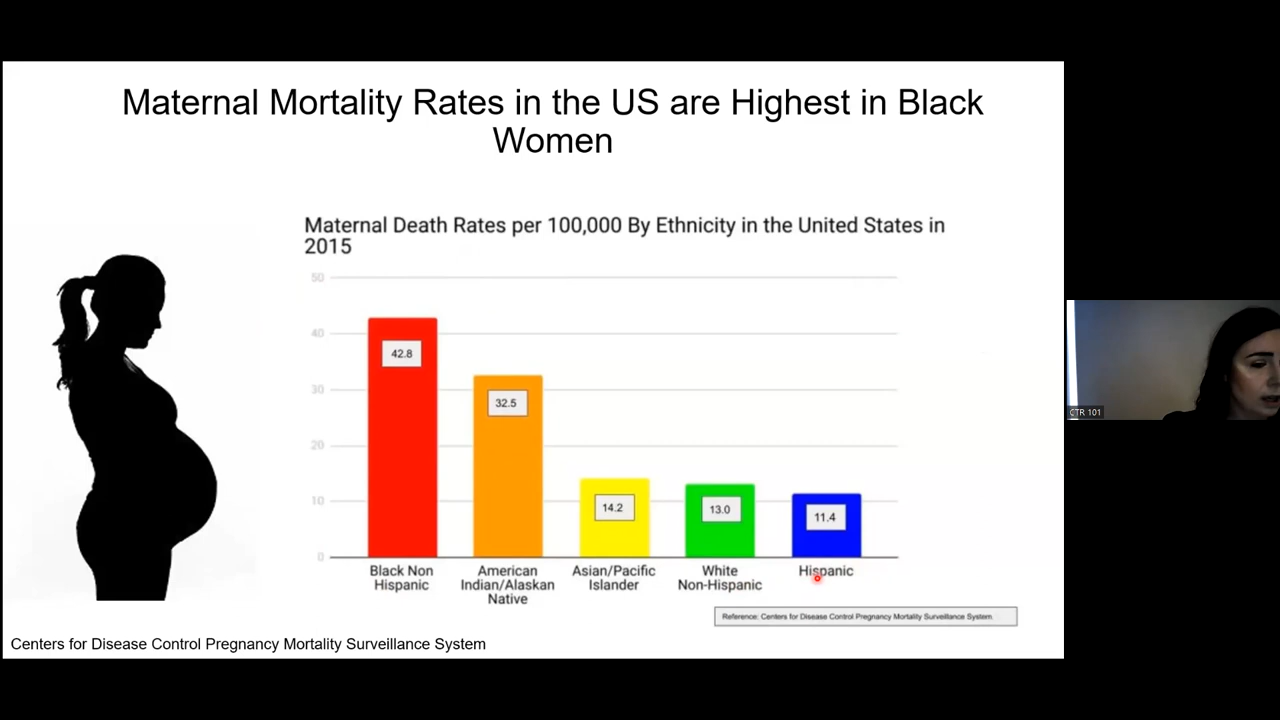 Maternal Mortality Rates in the US are Highest in Black
Women
Maternal Death Rates per 100,000 By Ethnicity in the United States in
2015
50
40
30
20
10
0
42.8
32.5
14.2
13.0
11.4
Black Non
Hispanic
American
Indian/Alaskan
Native
Asian/Pacific
Islander
White
Non-Hispanic
Hispanic
Reference: Centers for Disease Control Pregnancy Mortality Surveillance System.
Centers for Disease Control Pregnancy Mortality Surveillance System
CTR 101